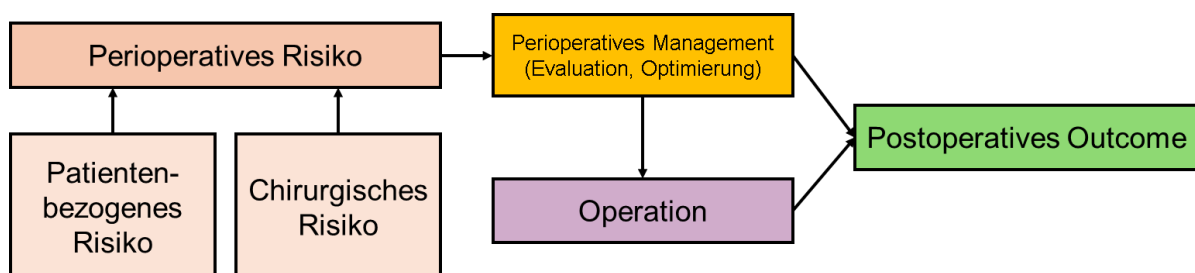 Perioperatives Risiko
Perioperatives Management
(Evaluation, Optimierung)
Postoperatives Outcome
Patienten-
bezogenes
Risiko
Chirurgisches
Risiko
Operation